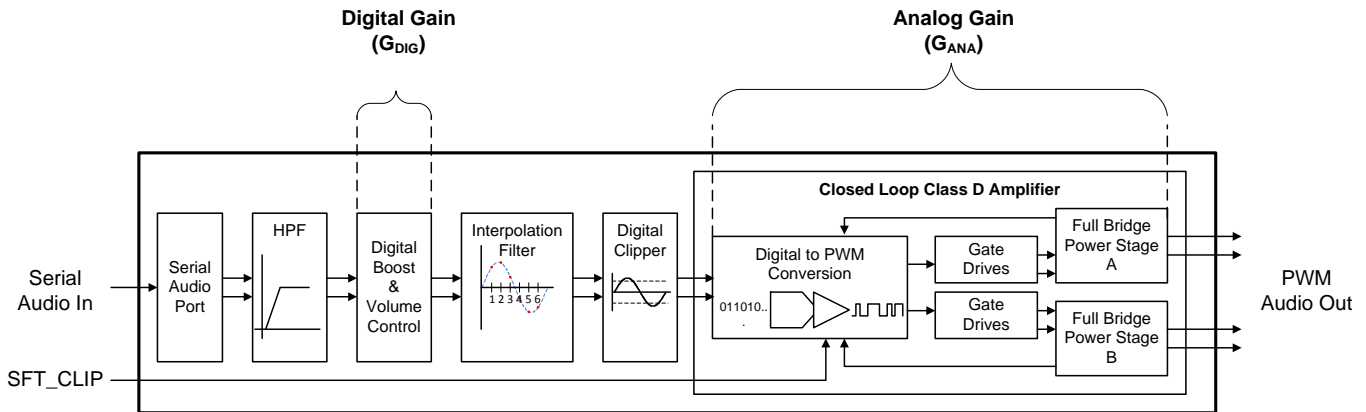 Digital Gain
(GDIG)
Analog Gain
(GANA)
Closed Loop Class D Amplifier
Serial
Audio In
SFT_CLIP
Serial
Audio
Port
HPF
Digital
Boost
&
Volume
Control
Interpolation
Filter
1 2 3 4 5 6
Digital
Clipper
Digital to PWM
Conversion
011010..
.
Gate
Drives
Gate
Drives
Full Bridge
Power Stage
A
Full Bridge
Power Stage
B
PWM
Audio Out